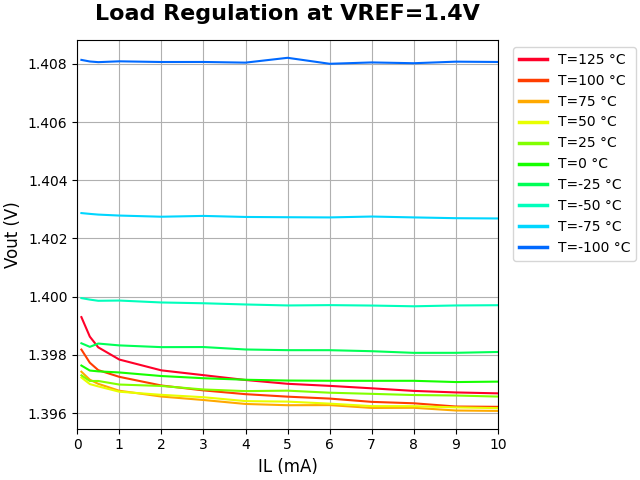 Load Regulation at VREF=1.4V
1.408
1.406
1.404
1.402
1.400
1.398
1.396
Vout (V)
0 1 2 3 4 5 6 7 8 9 10
IL (mA)
T=125 °C
T=100 °C
T=75 °C
T=50 °C
T=25 °C
T=0 °C
T=-25 °C
T=-50 °C
T=-75 °C
T=-100 °C